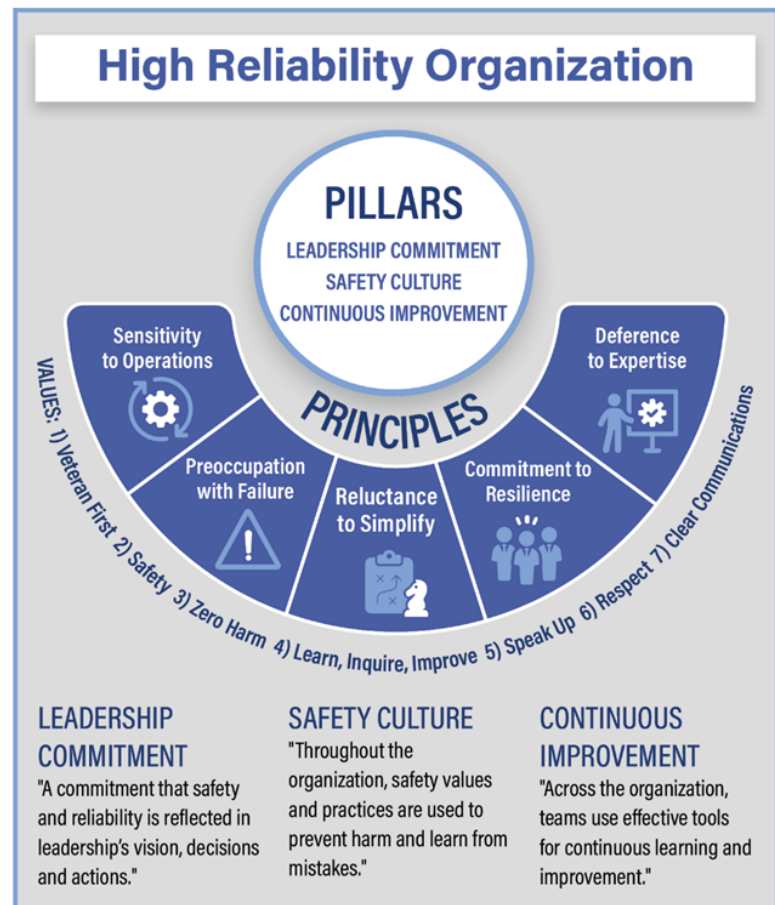 High Reliability Organization
PILLARS
LEADERSHIP COMMITMENT
SAFETY CULTURE
CONTINUOUS IMPROVEMENT
PRINCIPLES
Sensitivity
to Operations
Preoccupation
with Failure
Reluctance
to Simplify
Commitment to
Resilience
Deference
to Expertise
VALUES: 1) Veteran First 2) Safety 3) Zero Harm 4) Learn, Inquire, Improve 5) Speak Up 6) Respect 7) Clear Communications
LEADERSHIP
COMMITMENT
"A commitment that safety
and reliability is reflected in
leadership's vision, decisions
and actions."
SAFETY CULTURE
"Throughout the
organization, safety values
and practices are used to
prevent harm and learn from
mistakes."
CONTINUOUS
IMPROVEMENT
"Across the organization,
teams use effective tools
for continuous learning and
improvement."